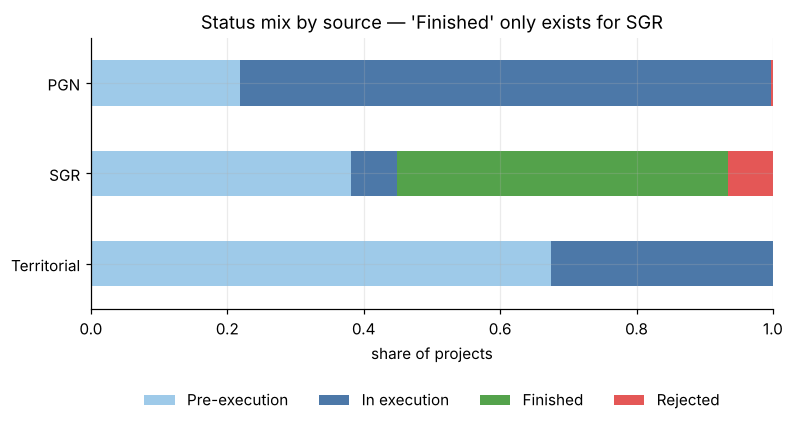 Status mix by source — 'Finished' only exists for SGR
PGN
SGR
Territorial
0.0 0.2 0.4 0.6 0.8 1.0
share of projects
Pre-execution In execution Finished Rejected